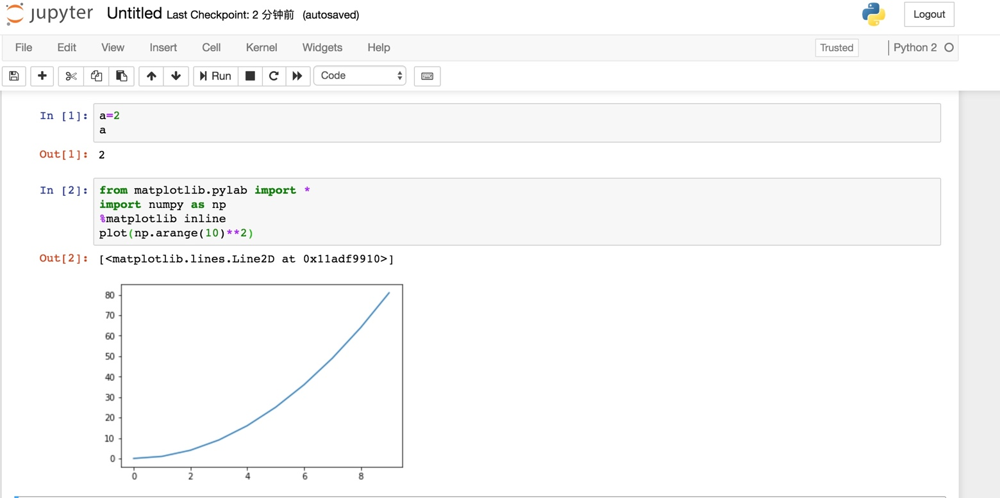 jupyter Untitled Last Checkpoint: 2 分钟前 (autosaved) Logout
File Edit View Insert Cell Kernel Widgets Help Trusted Python 2
Run Code
In [1]: a=2
a
Out[1]: 2
In [2]: from matplotlib.pylab import *
import numpy as np
%matplotlib inline
plot(np.arange(10)**2)
Out[2]: [<matplotlib.lines.Line2D at 0x11adf9910>]
80
70
60
50
40
30
20
10
0
0 2 4 6 8